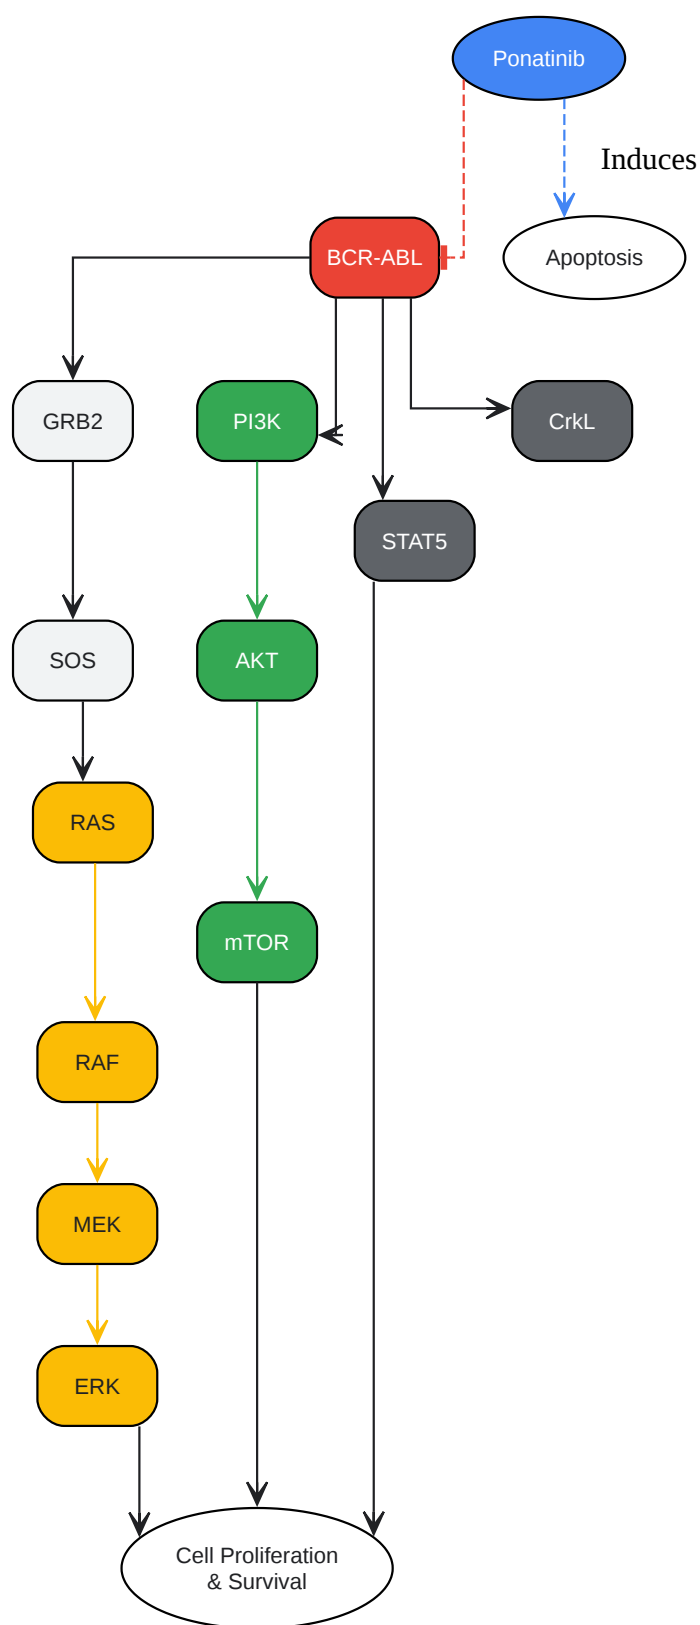 Ponatinib
Induces
BCR-ABL
Apoptosis
GRB2
PI3K
CrkL
STAT5
SOS
AKT
RAS
mTOR
RAF
MEK
ERK
Cell Proliferation
& Survival